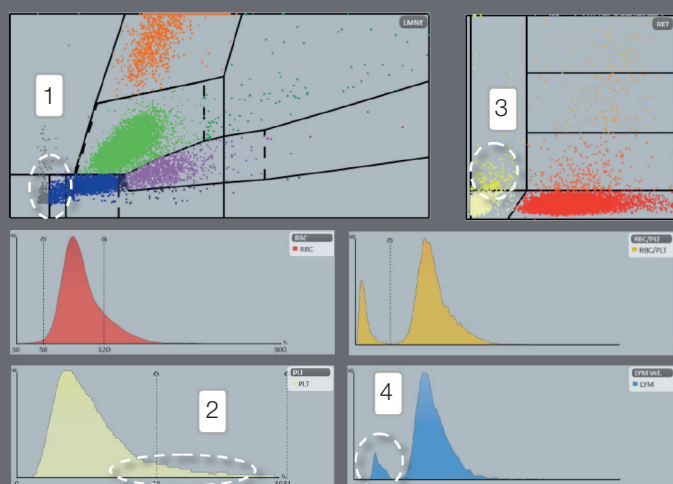 LMNE
RET
1
3
RBC
RBC
30
58
120
300
RBC/PLT
RBC/PLT
PLT
PLT
2
0
LYM Vol.
LYM
4